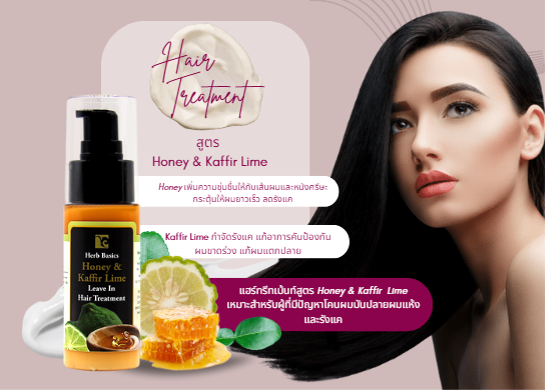 Hair
Treatment
สูตร
Honey & Kaffir Lime
Honey เพิ่มความชุ่มชื่นให้กับเส้นผมและหนังศรีษะ
กระตุ้นให้ผมยาวเร็ว ลดรังแค
Kaffir Lime กำจัดรังแค แก้อาการคันป้องกัน
ผมขาดร่วง แก้ผมแตกปลาย
แฮร์ทรีทเม้นท์สูตร Honey & Kaffir Lime
เหมาะสำหรับผู้ที่มีปัญหาโคนผมมันปลายผมแห้ง
และรังแค
Herb Basics
Honey &
Kaffir Lime
Leave In
Hair Treatment